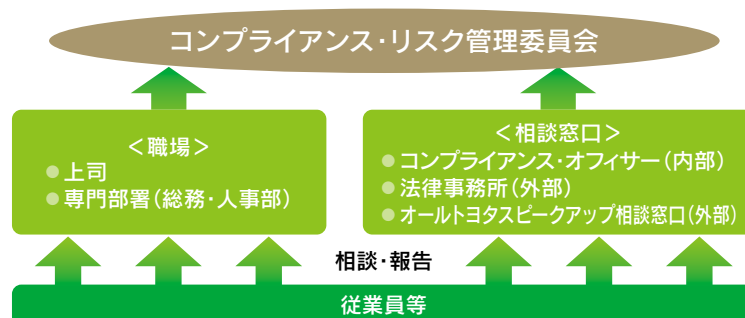 コンプライアンス・リスク管理委員会
＜職場＞
●上司
●専門部署（総務・人事部）
＜相談窓口＞
●コンプライアンス・オフィサー（内部）
●法律事務所（外部）
●オールトヨタスピークアップ相談窓口（外部）
相談・報告
従業員等